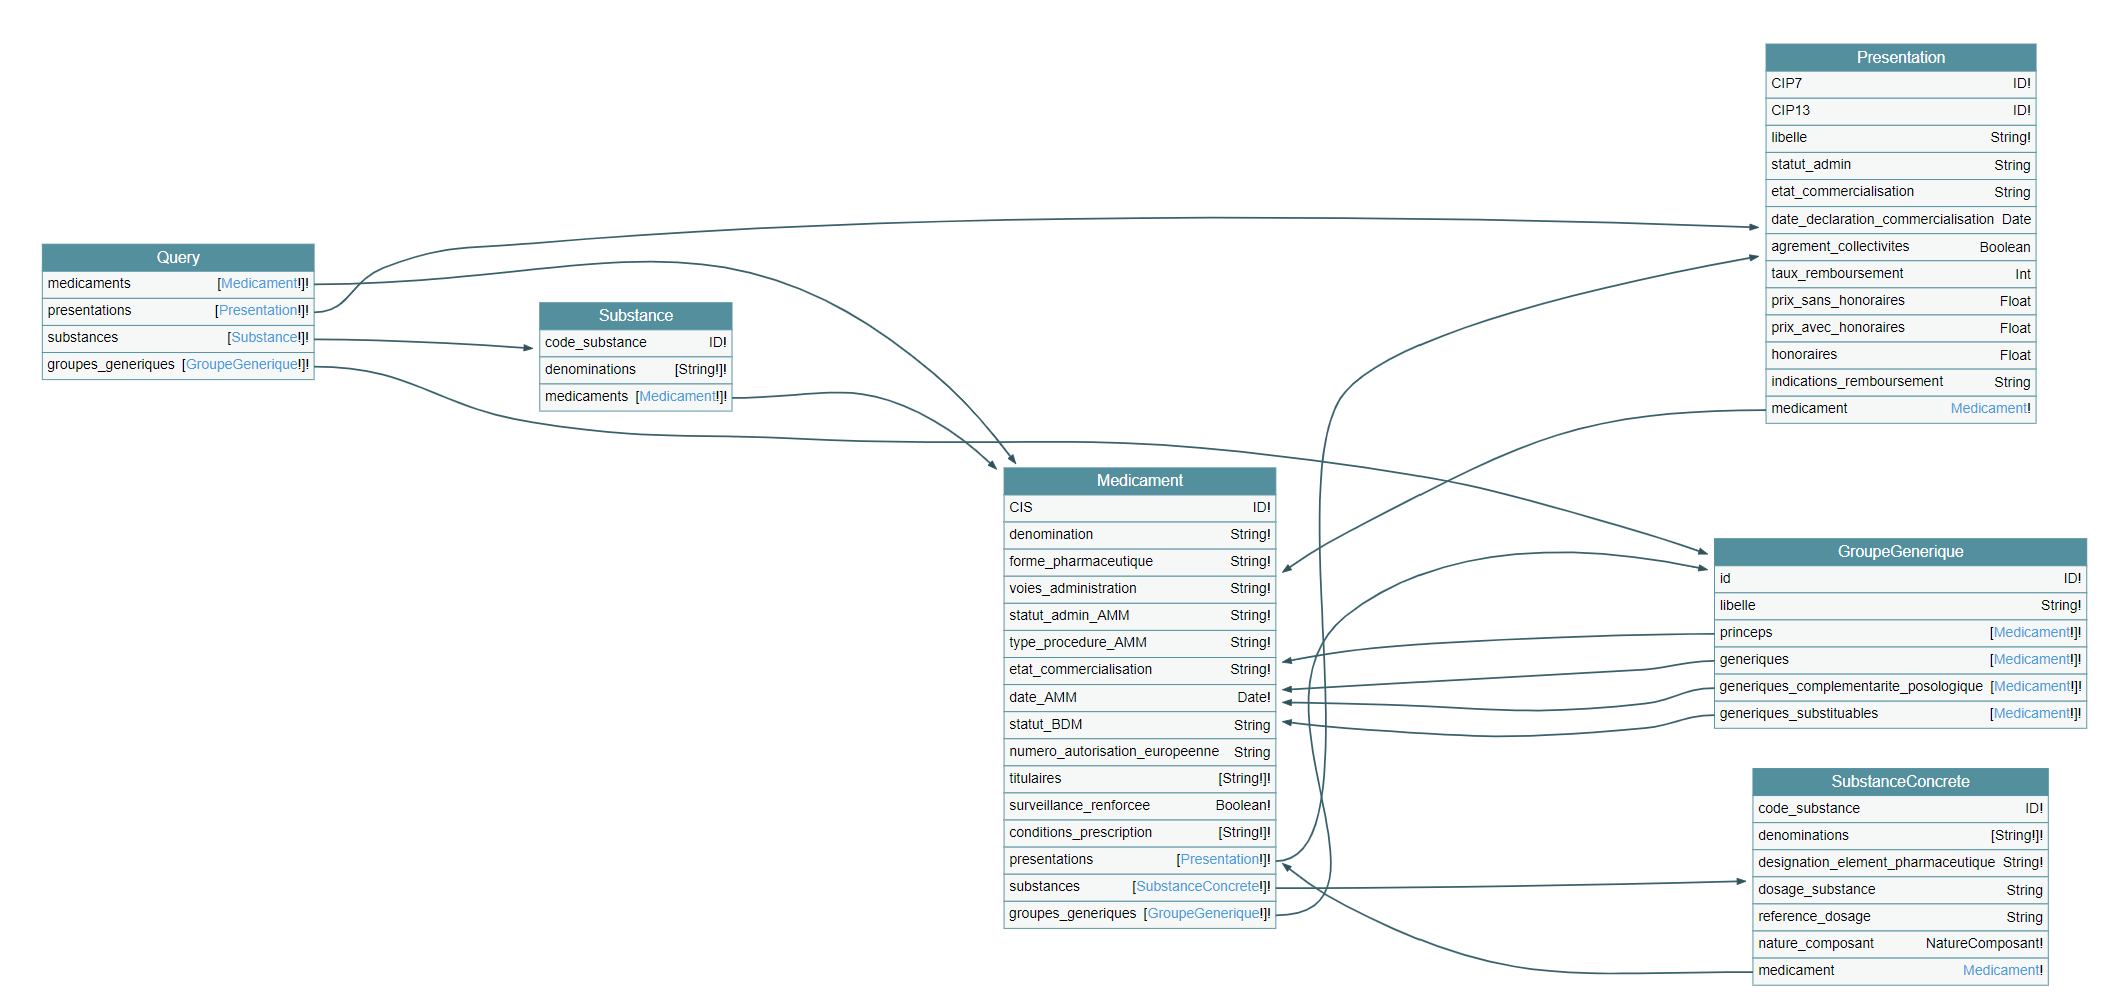 Query
medicaments [Medicament!]!
presentations [Presentation!]!
substances [Substance!]!
groupes_generiques [GroupeGenerique!]!
Substance
code_substance ID!
denominations [String!]!
medicaments [Medicament!]!
Medicament
CIS ID!
denomination String!
forme_pharmaceutique String!
voies_administration String!
statut_admin_AMM String!
type_procedure_AMM String!
etat_commercialisation String!
date_AMM Date!
statut_BDM String
numero_autorisation_europeenne String
titulaires [String!]!
surveillance_renforcee Boolean!
conditions_prescription [String!]!
presentations [Presentation!]!
substances [SubstanceConcrete!]!
groupes_generiques [GroupeGenerique!]!
Presentation
CIP7 ID!
CIP13 ID!
libelle String!
statut_admin String
etat_commercialisation String
date_declaration_commercialisation Date
agrement_collectivites Boolean
taux_remboursement Int
prix_sans_honoraires Float
prix_avec_honoraires Float
honoraires Float
indications_remboursement String
medicament Medicament!
GroupeGenerique
id ID!
libelle String!
princeps [Medicament!]!
generiques [Medicament!]!
generiques_complementarite_posologique [Medicament!]!
generiques_substituables [Medicament!]!
SubstanceConcrete
code_substance ID!
denominations [String!]!
designation_element_pharmaceutique String!
dosage_substance String
reference_dosage String
nature_composant NatureComposant!
medicament Medicament!